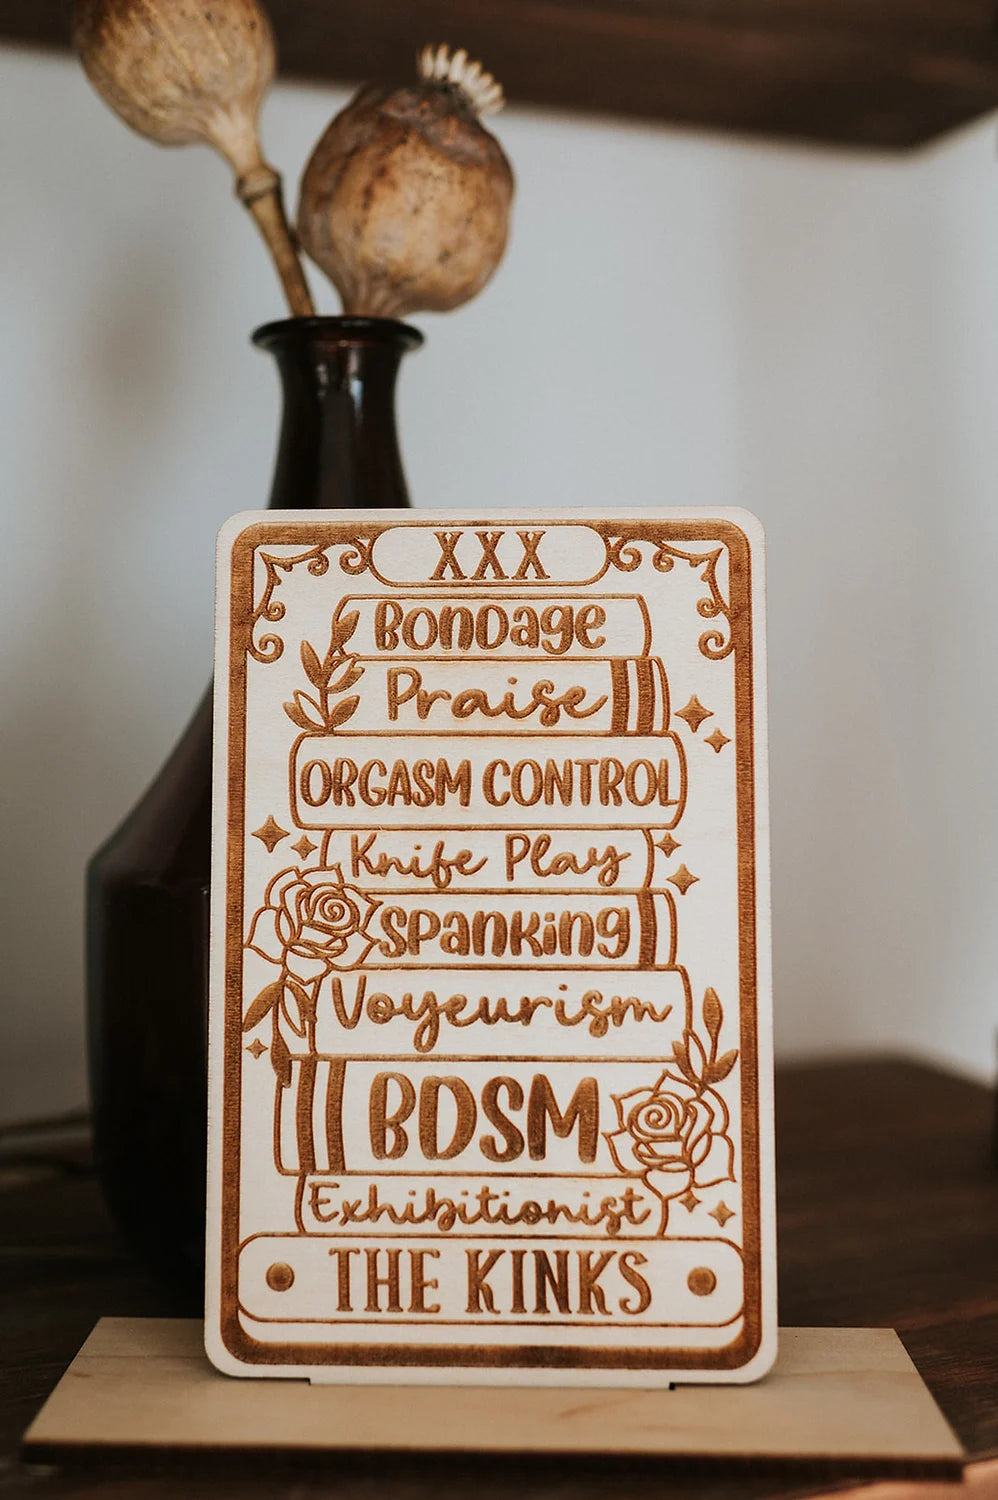 XXX
Bondage
Praise
ORGASM CONTROL
Knife Play
SPANKING
Voyeurism
BDSM
Exhibitionist
THE KINKS